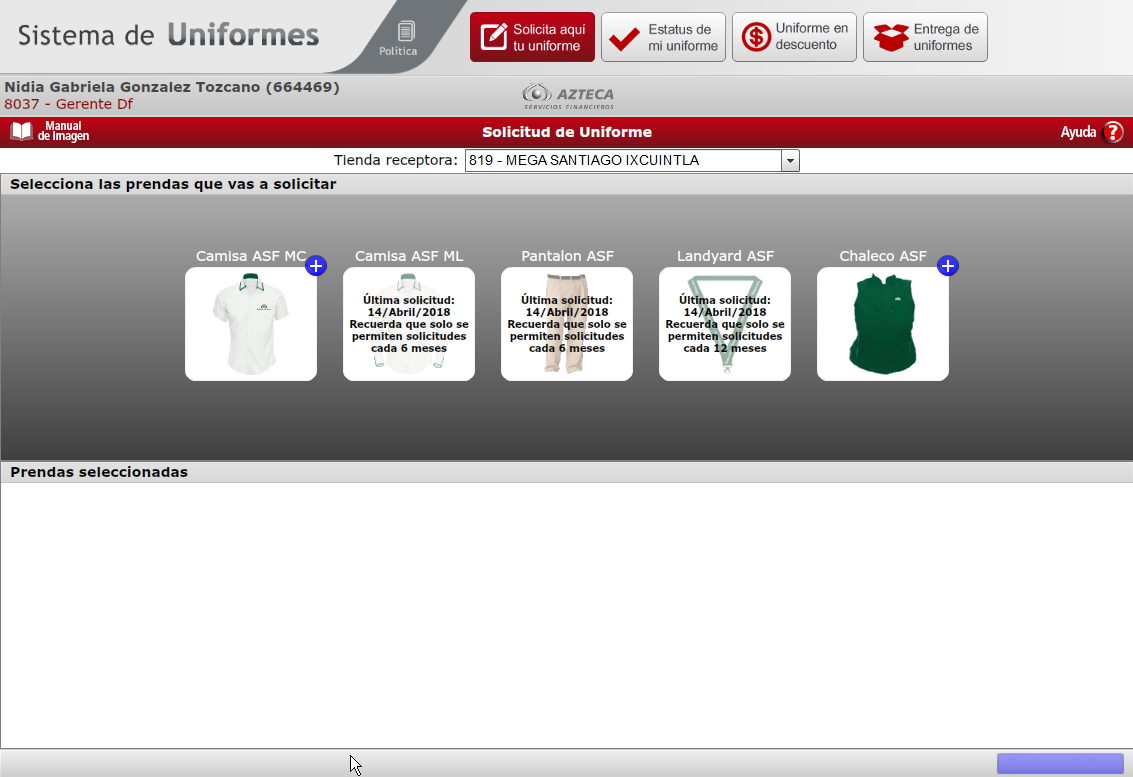 Sistema de Uniformes
Política
Solicita aquí
tu uniforme
Estatus de
mi uniforme
Uniforme en
descuento
Entrega de
uniformes
Nidia Gabriela Gonzalez Tozcano (664469)
8037 - Gerente Df
AZTECA
SERVICIOS FINANCIEROS
Manual
de Imagen
Solicitud de Uniforme
Ayuda ?
Tienda receptora: 819 - MEGA SANTIAGO IXCUINTLA
Selecciona las prendas que vas a solicitar
Camisa ASF MC
Camisa ASF ML
Última solicitud:
14/Abril/2018
Recuerda que solo se
permiten solicitudes
cada 6 meses
Pantalon ASF
Última solicitud:
14/Abril/2018
Recuerda que solo se
permiten solicitudes
cada 6 meses
Landyard ASF
Última solicitud:
14/Abril/2018
Recuerda que solo se
permiten solicitudes
cada 12 meses
Chaleco ASF
Prendas seleccionadas